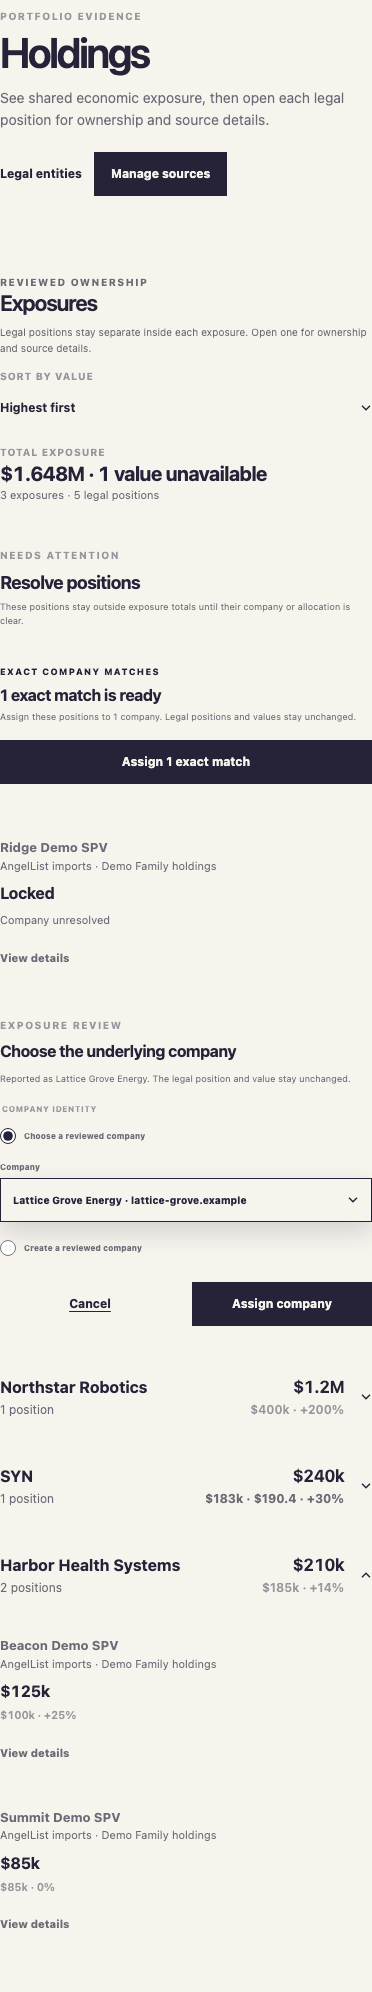 PORTFOLIO EVIDENCE
Holdings
See shared economic exposure, then open each legal
position for ownership and source details.
Legal entities
Manage sources
REVIEWED OWNERSHIP
Exposures
Legal positions stay separate inside each exposure. Open one for ownership
and source details.
SORT BY VALUE
Highest first
TOTAL EXPOSURE
$1.648M · 1 value unavailable
3 exposures · 5 legal positions
NEEDS ATTENTION
Resolve positions
These positions stay outside exposure totals until their company or allocation is
clear.
EXACT COMPANY MATCHES
1 exact match is ready
Assign these positions to 1 company. Legal positions and values stay unchanged.
Assign 1 exact match
Ridge Demo SPV
AngelList imports · Demo Family holdings
Locked
Company unresolved
View details
EXPOSURE REVIEW
Choose the underlying company
Reported as Lattice Grove Energy. The legal position and value stay unchanged.
COMPANY IDENTITY
Choose a reviewed company
Company
Lattice Grove Energy · lattice-grove.example
Create a reviewed company
Cancel
Assign company
Northstar Robotics $1.2M
1 position $400k · +200%
SYN $240k
1 position $183k · $190.4 · +30%
Harbor Health Systems $210k
2 positions $185k · +14%
Beacon Demo SPV
AngelList imports · Demo Family holdings
$125k
$100k · +25%
View details
Summit Demo SPV
AngelList imports · Demo Family holdings
$85k
$85k · 0%
View details